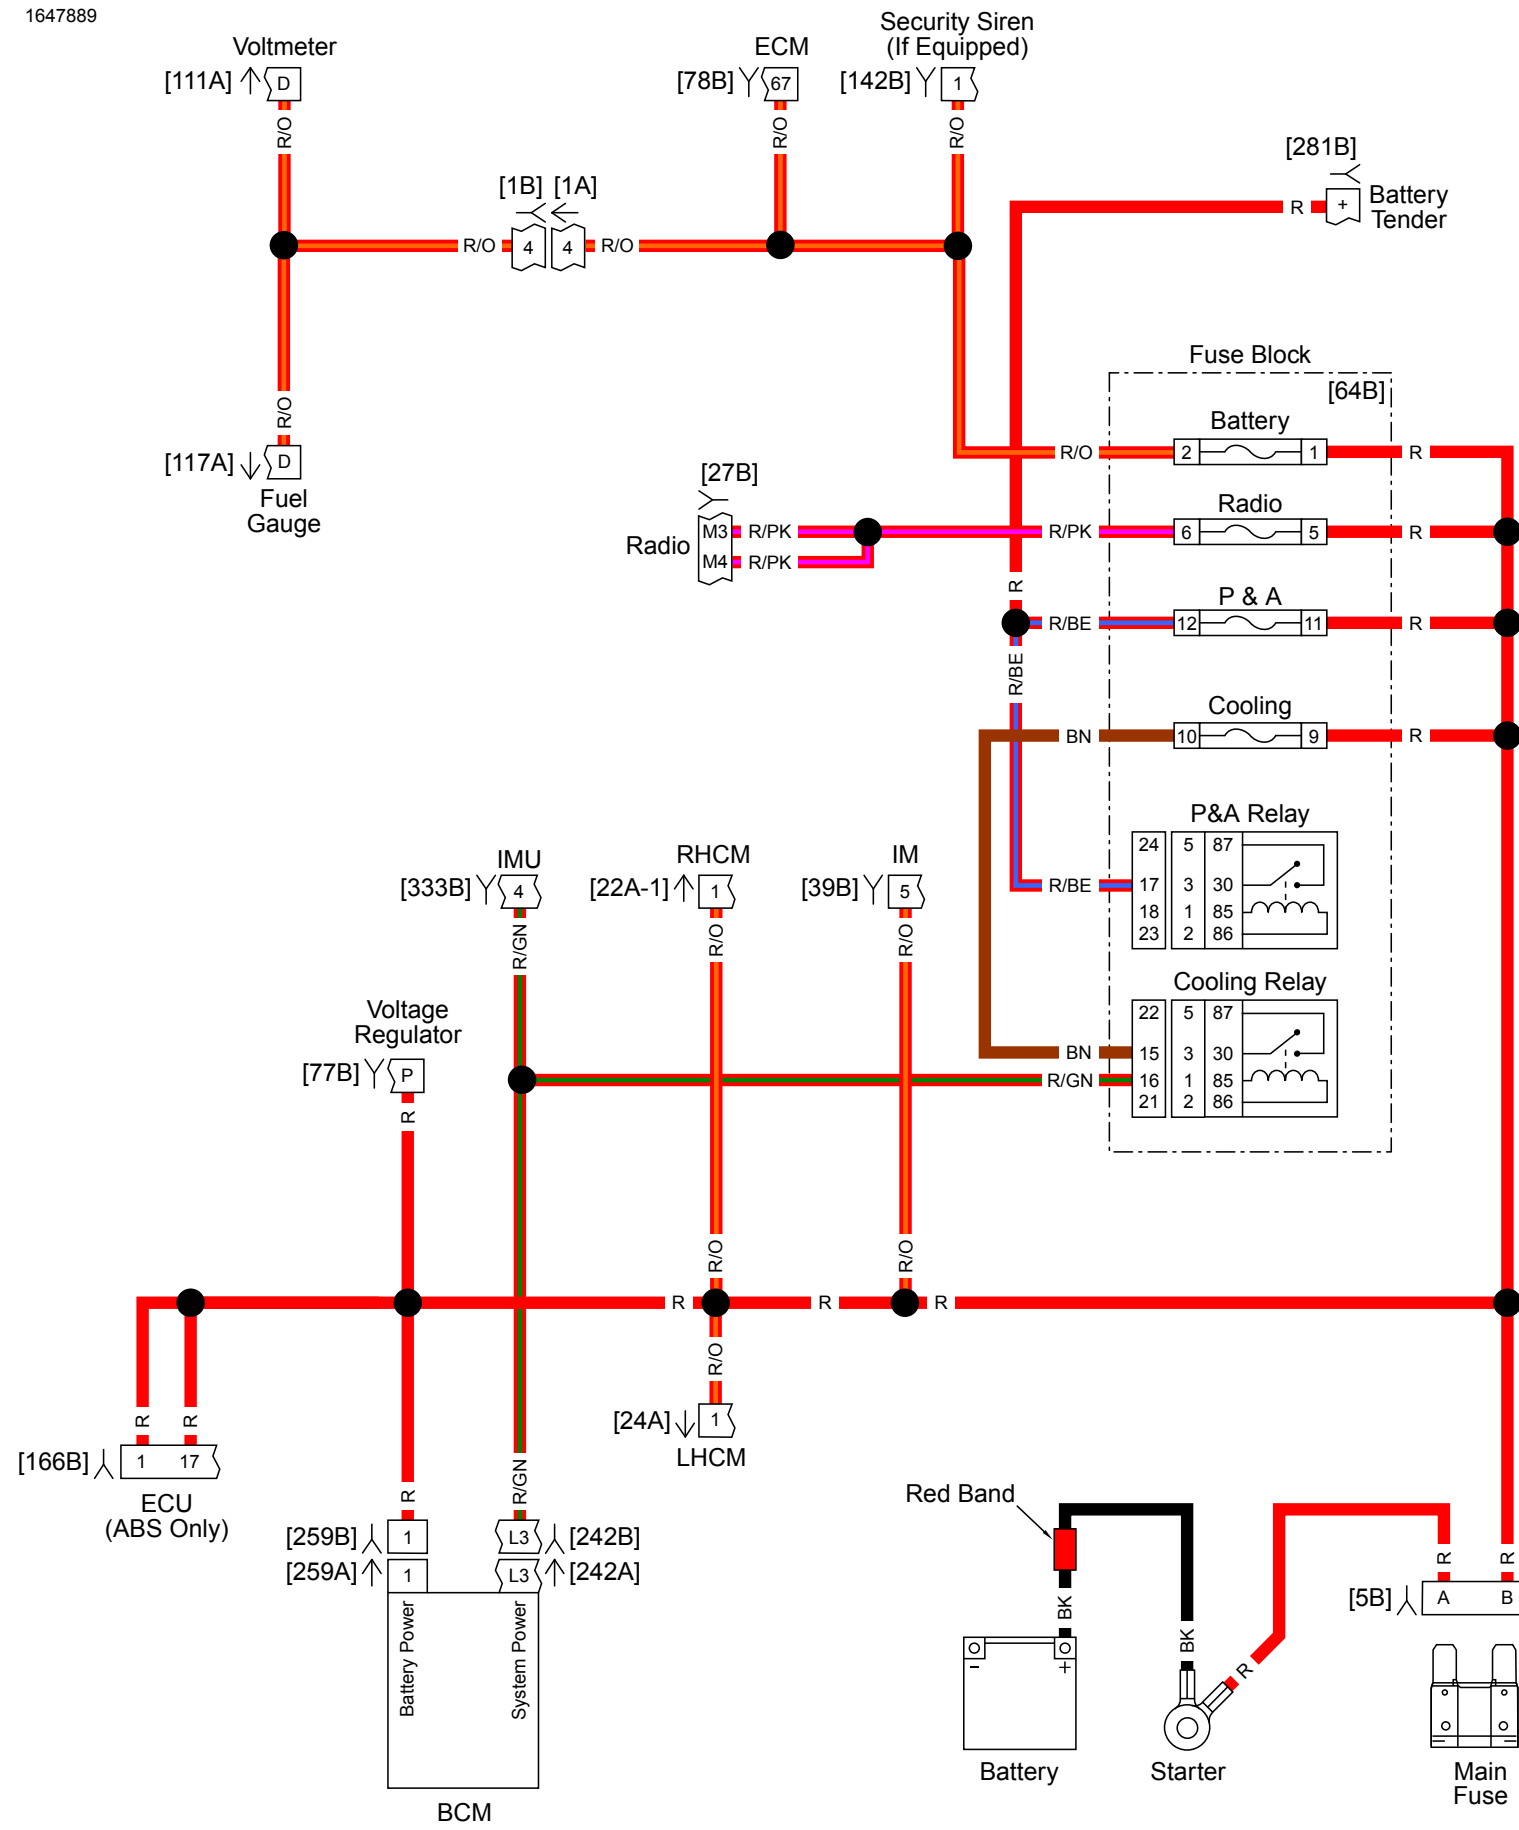 1647889
Voltmeter
[111A]
D
R/O
ECM
[78B]
67
R/O
Security Siren
(If Equipped)
[142B]
1
R/O
[281B]
R
+
Battery
Tender
[1B] [1A]
R/O
4
4
R/O
R/O
[117A]
D
Fuel
Gauge
Fuse Block
[64B]
Battery
R/O
2
1
R
[27B]
Radio
M3
R/PK
M4
R/PK
Radio
R/PK
6
5
R
R
P & A
R/BE
12
11
R
R/BE
Cooling
BN
10
9
R
P&A Relay
24 5 87
R/BE
17 3 30
18 1 85
23 2 86
Cooling Relay
22 5 87
BN
15 3 30
R/GN
16 1 85
21 2 86
IMU
[333B]
4
R/GN
RHCM
[22A-1]
1
R/O
IM
[39B]
5
R/O
Voltage
Regulator
[77B]
P
R
R/O
R/O
R
R
R
R/O
[24A]
1
LHCM
R
R
[166B]
1
17
ECU
(ABS Only)
R
R/GN
[259B]
1
L3
[242B]
[259A]
1
L3
[242A]
Battery Power
System Power
BCM
Red Band
BK
-
+
Battery
BK
R
Starter
R
R
[5B]
A
B
Main
Fuse